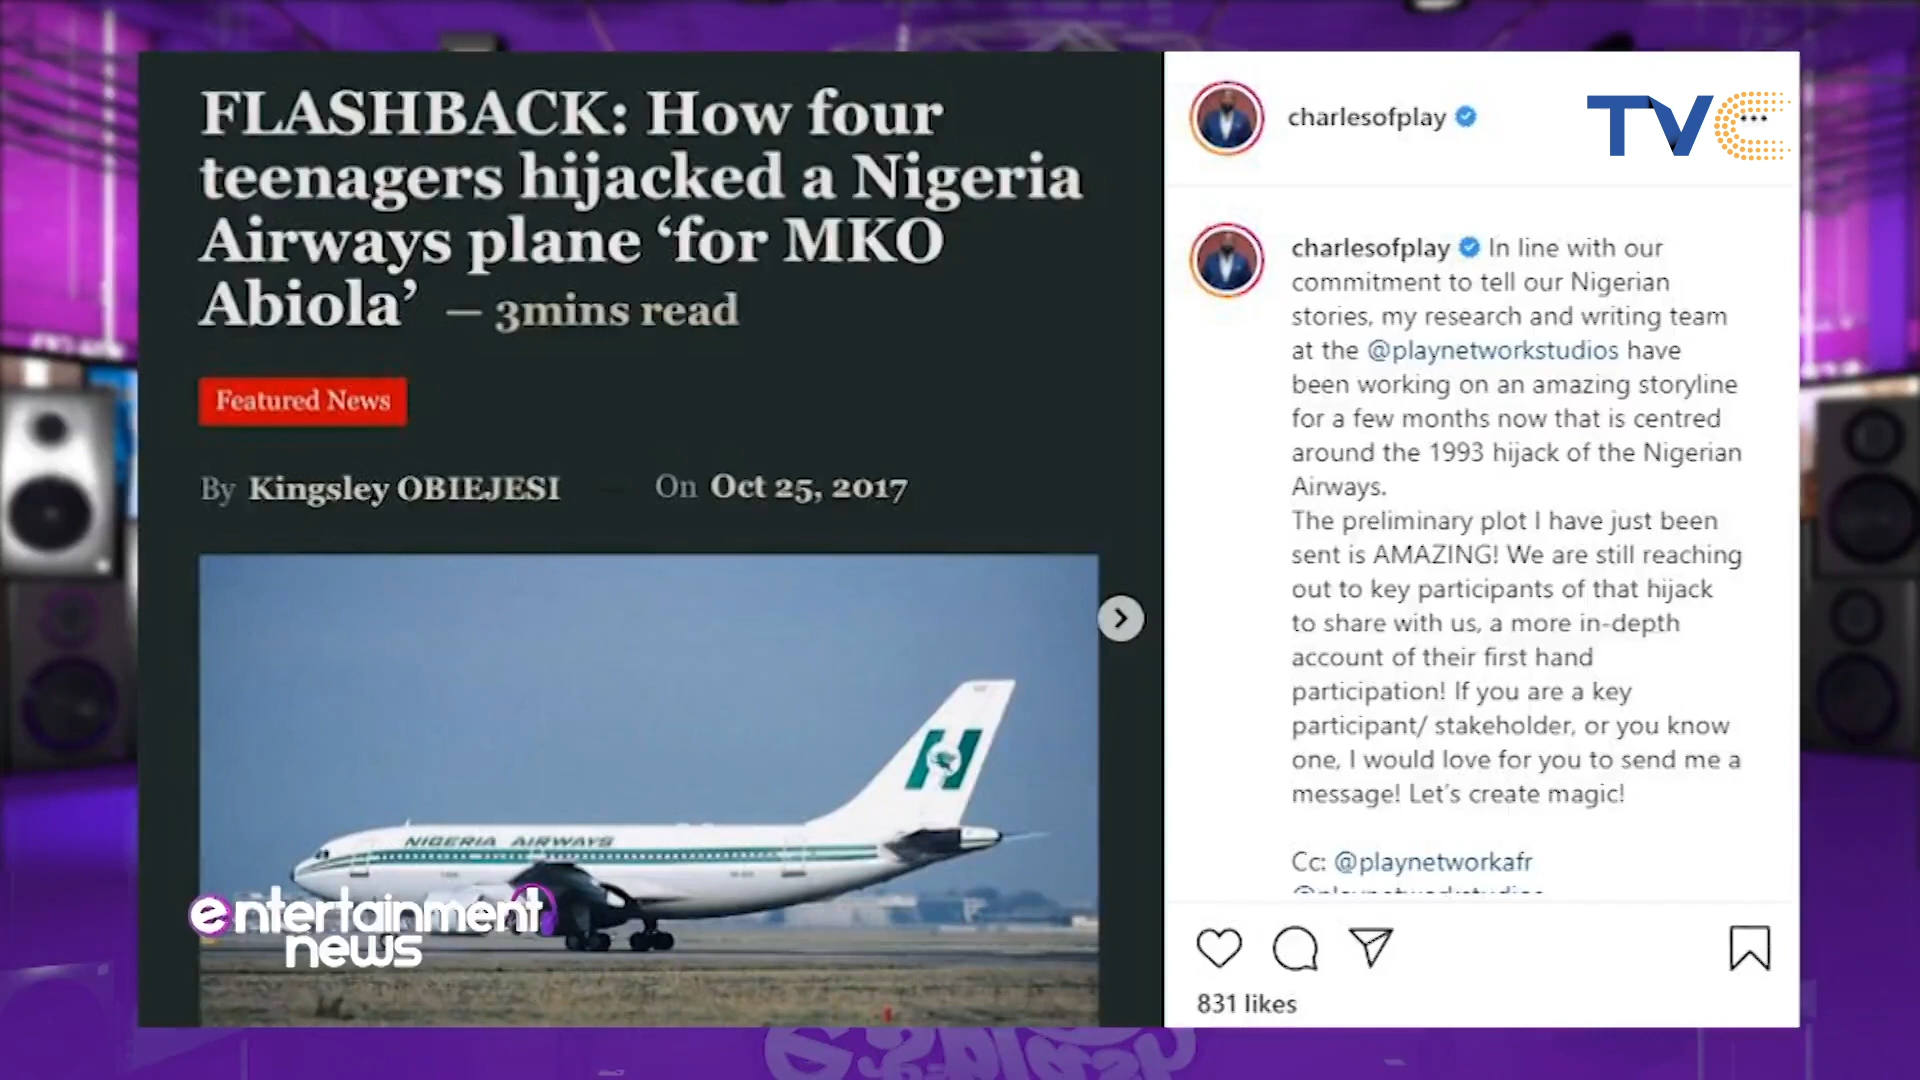 FLASHBACK: How four
teenagers hijacked a Nigeria
Airways plane ‘for MKO
Abiola’ — 3mins read
Featured News
By Kingsley OBIEJESI On Oct 25, 2017
NIGERIA AIRWAYS
entertainment
news
charlesofplay
TVC
charlesofplay In line with our
commitment to tell our Nigerian
stories, my research and writing team
at the @playnetworkstudios have
been working on an amazing storyline
for a few months now that is centred
around the 1993 hijack of the Nigerian
Airways.
The preliminary plot I have just been
sent is AMAZING! We are still reaching
out to key participants of that hijack
to share with us, a more in-depth
account of their first hand
participation! If you are a key
participant/ stakeholder, or you know
one, I would love for you to send me a
message! Let’s create magic!
Cc: @playnetworkafr
831 likes